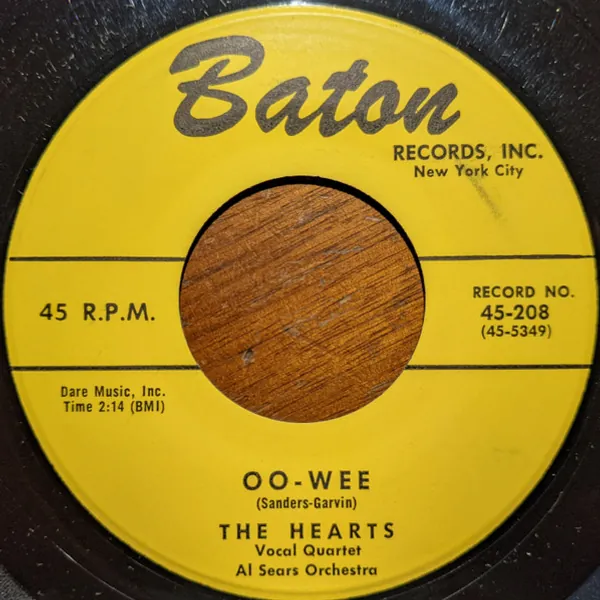 Baton
RECORDS, INC.
New York City
45 R.P.M.
RECORD NO.
45-208
(45-5349)
Dare Music, Inc.
Time 2:14 (BMI)
OO-WEE
(Sanders-Garvin)
THE HEARTS
Vocal Quartet
Al Sears Orchestra